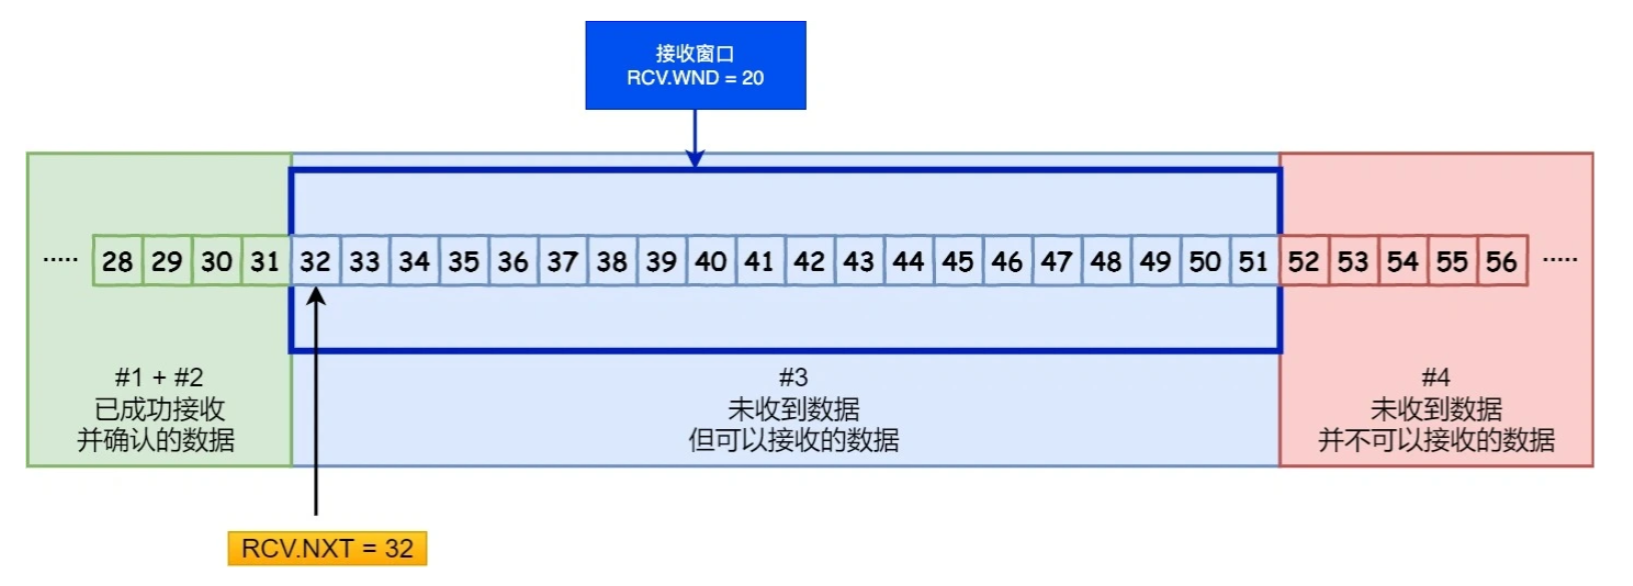 接收窗口
RCV.WND = 20
..... 28 29 30 31 32 33 34 35 36 37 38 39 40 41 42 43 44 45 46 47 48 49 50 51 52 53 54 55 56 .....
#1 + #2
已成功接收
并确认的数据
#3
未收到数据
但可以接收的数据
#4
未收到数据
并不可以接收的数据
RCV.NXT = 32